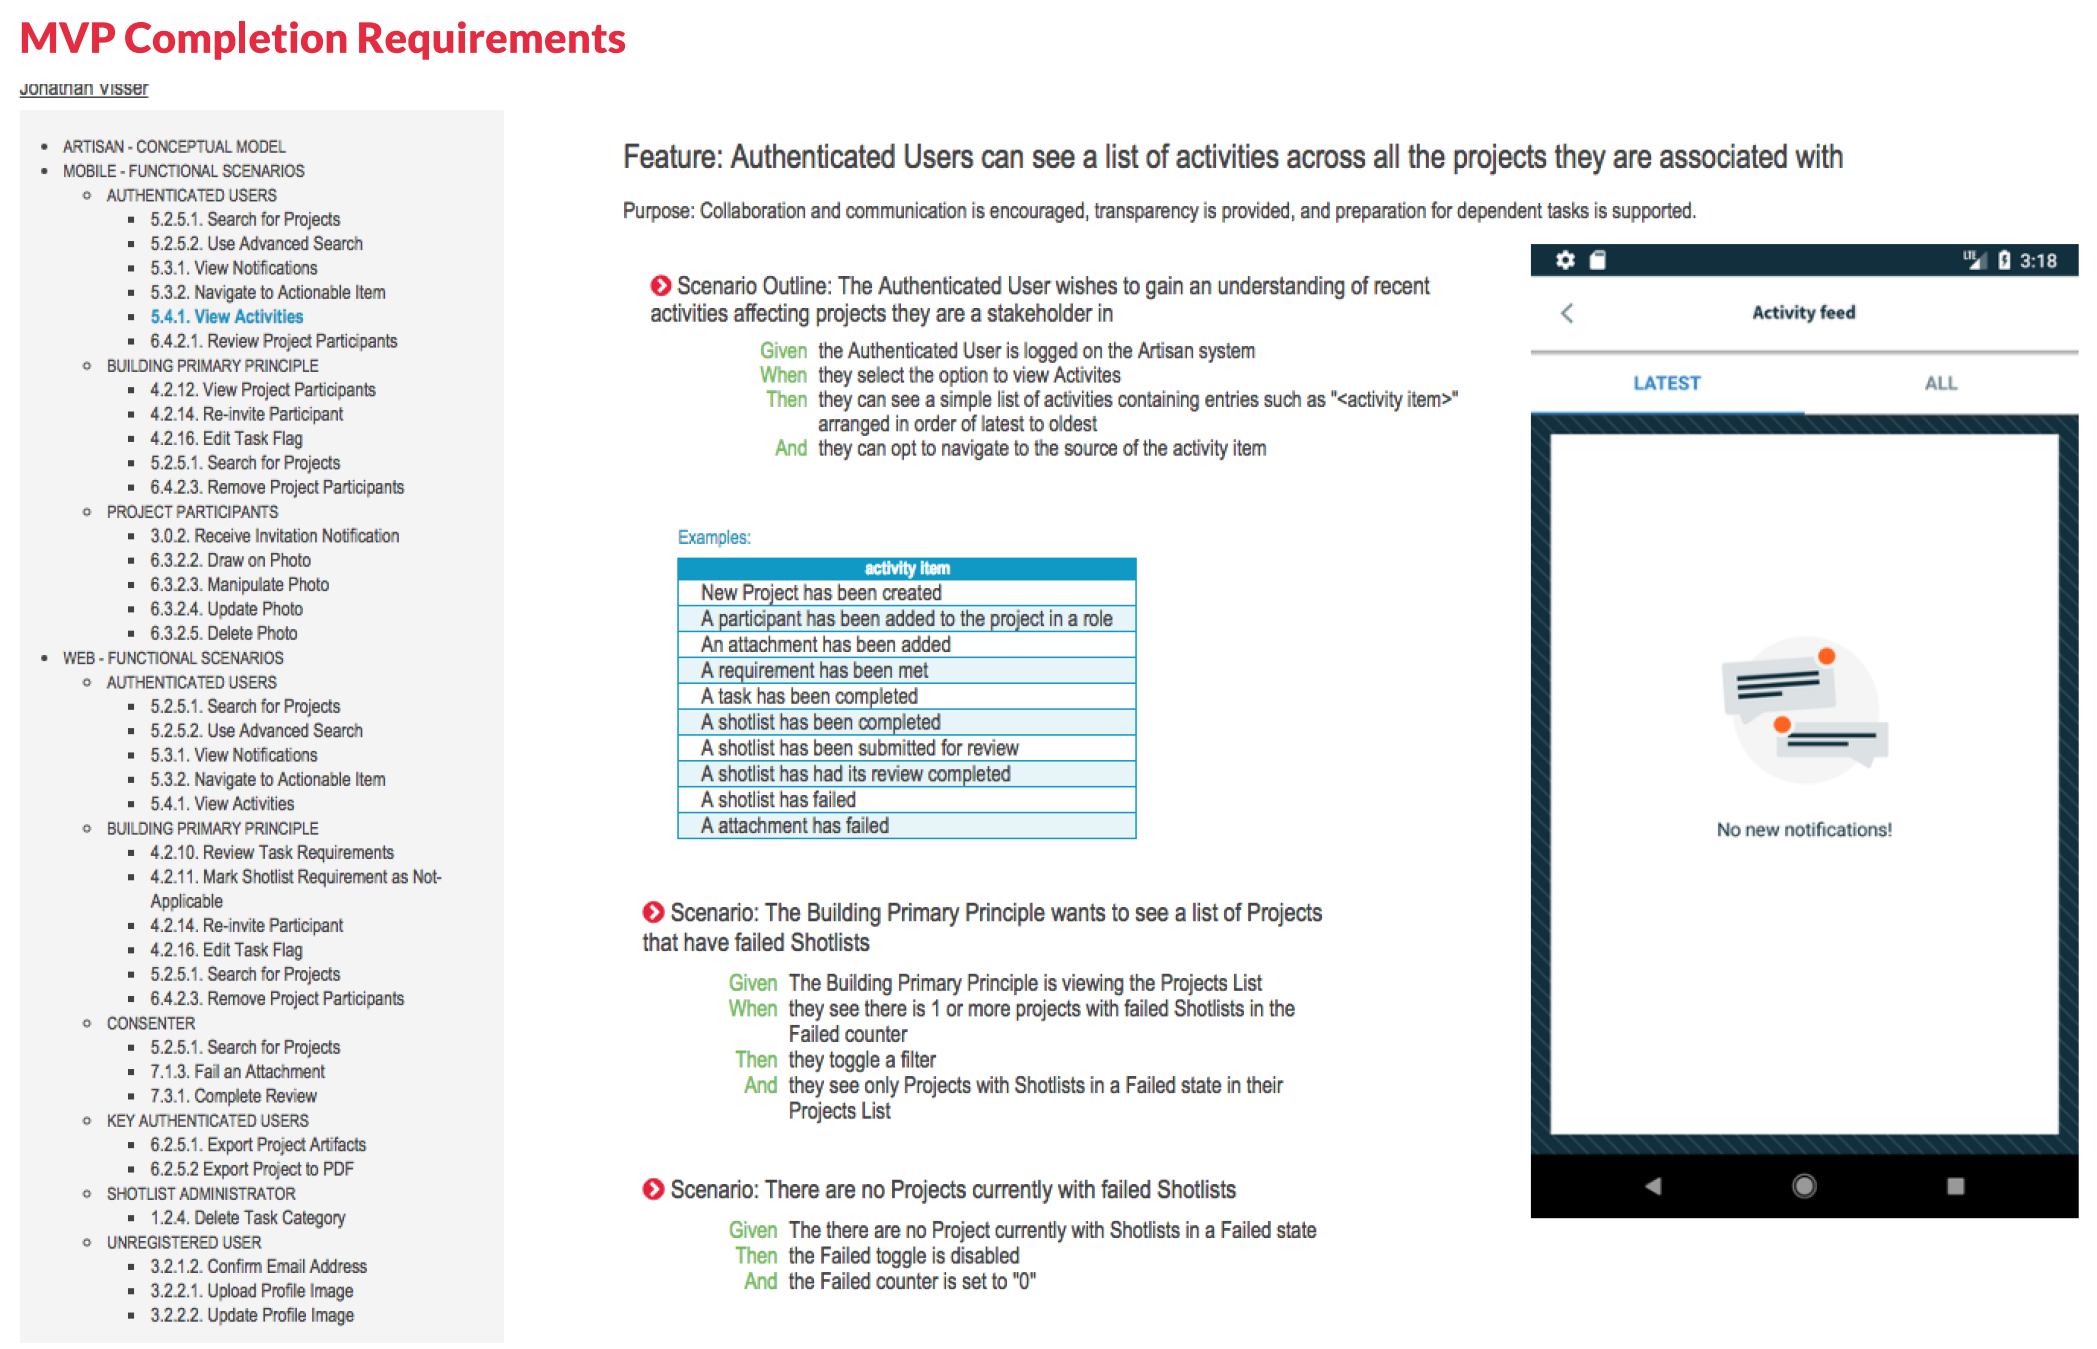 MVP Completion Requirements
Jonathan Visser
ARTISAN - CONCEPTUAL MODEL
MOBILE - FUNCTIONAL SCENARIOS
AUTHENTICATED USERS
5.2.5.1. Search for Projects
5.2.5.2. Use Advanced Search
5.3.1. View Notifications
5.3.2. Navigate to Actionable Item
5.4.1. View Activities
6.4.2.1. Review Project Participants
BUILDING PRIMARY PRINCIPLE
4.2.12. View Project Participants
4.2.14. Re-invite Participant
4.2.16. Edit Task Flag
5.2.5.1. Search for Projects
6.4.2.3. Remove Project Participants
PROJECT PARTICIPANTS
3.0.2. Receive Invitation Notification
6.3.2.2. Draw on Photo
6.3.2.3. Manipulate Photo
6.3.2.4. Update Photo
6.3.2.5. Delete Photo
WEB - FUNCTIONAL SCENARIOS
AUTHENTICATED USERS
5.2.5.1. Search for Projects
5.2.5.2. Use Advanced Search
5.3.1. View Notifications
5.3.2. Navigate to Actionable Item
5.4.1. View Activities
BUILDING PRIMARY PRINCIPLE
4.2.10. Review Task Requirements
4.2.11. Mark Shotlist Requirement as Not-
Applicable
4.2.14. Re-invite Participant
4.2.16. Edit Task Flag
5.2.5.1. Search for Projects
6.4.2.3. Remove Project Participants
CONSENTER
5.2.5.1. Search for Projects
7.1.3. Fail an Attachment
7.3.1. Complete Review
KEY AUTHENTICATED USERS
6.2.5.1. Export Project Artifacts
6.2.5.2 Export Project to PDF
SHOTLIST ADMINISTRATOR
1.2.4. Delete Task Category
UNREGISTERED USER
3.2.1.2. Confirm Email Address
3.2.2.1. Upload Profile Image
3.2.2.2. Update Profile Image
Feature: Authenticated Users can see a list of activities across all the projects they are associated with
Purpose: Collaboration and communication is encouraged, transparency is provided, and preparation for dependent tasks is supported.
Scenario Outline: The Authenticated User wishes to gain an understanding of recent
activities affecting projects they are a stakeholder in
Given the Authenticated User is logged on the Artisan system
When they select the option to view Activites
Then they can see a simple list of activities containing entries such as "<activity item>"
arranged in order of latest to oldest
And they can opt to navigate to the source of the activity item
Examples:
activity item
New Project has been created
A participant has been added to the project in a role
An attachment has been added
A requirement has been met
A task has been completed
A shotlist has been completed
A shotlist has been submitted for review
A shotlist has had its review completed
A shotlist has failed
A attachment has failed
Scenario: The Building Primary Principle wants to see a list of Projects
that have failed Shotlists
Given The Building Primary Principle is viewing the Projects List
When they see there is 1 or more projects with failed Shotlists in the
Failed counter
Then they toggle a filter
And they see only Projects with Shotlists in a Failed state in their
Projects List
Scenario: There are no Projects currently with failed Shotlists
Given The there are no Project currently with Shotlists in a Failed state
Then the Failed toggle is disabled
And the Failed counter is set to "0"
LTE 3:18
Activity feed
LATEST ALL
No new notifications!